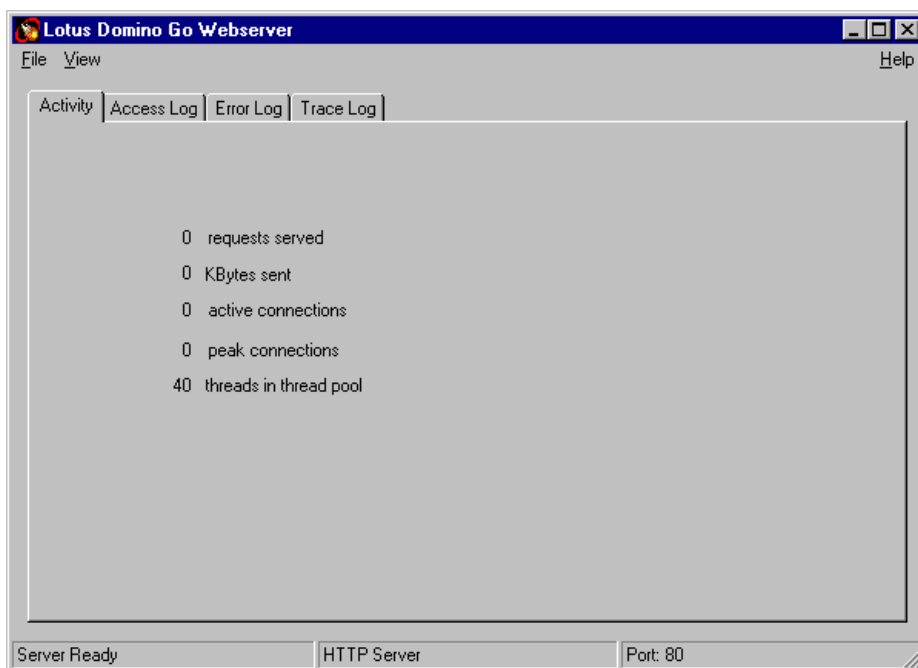 Lotus Domino Go Webserver
File View Help
Activity Access Log Error Log Trace Log
0 requests served
0 KBytes sent
0 active connections
0 peak connections
40 threads in thread pool
Server Ready HTTP Server Port: 80